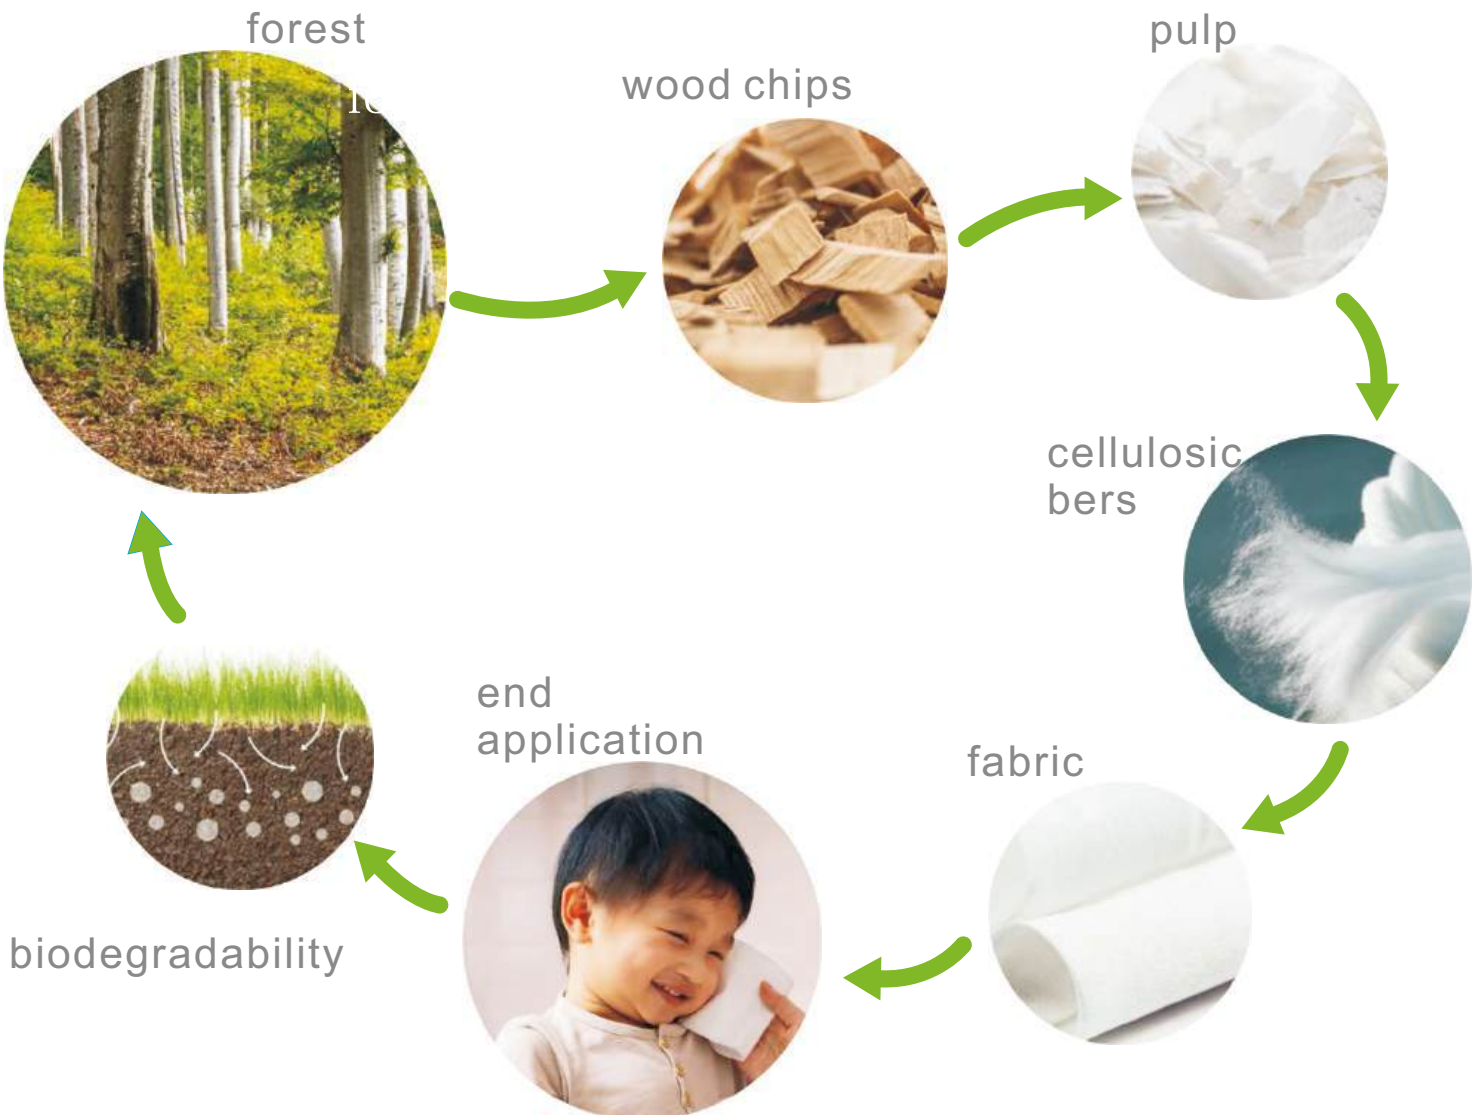 forest
wood chips
pulp
cellulosic
bers
fabric
end
application
biodegradability